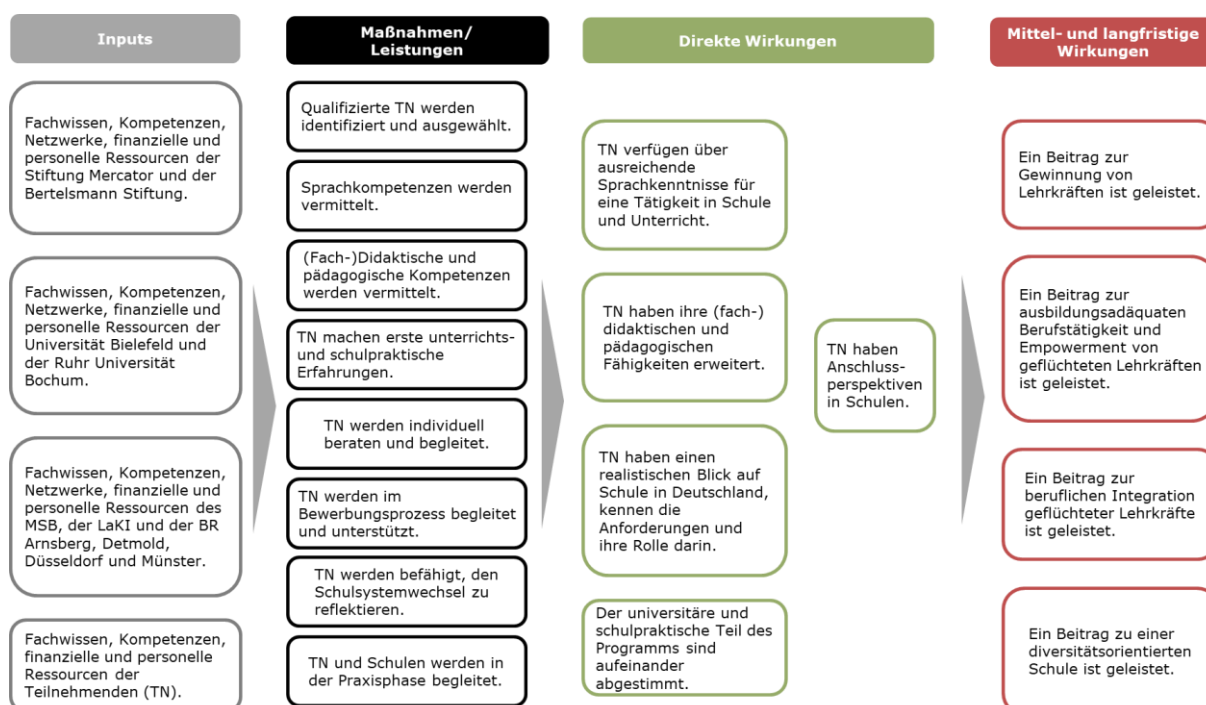 Inputs
Fachwissen, Kompetenzen,
Netzwerke, finanzielle und
personelle Ressourcen der
Stiftung Mercator und der
Bertelsmann Stiftung.
Fachwissen, Kompetenzen,
Netzwerke, finanzielle und
personelle Ressourcen der
Universität Bielefeld und
der Ruhr Universität
Bochum.
Fachwissen, Kompetenzen,
Netzwerke, finanzielle und
personelle Ressourcen des
MSB, der LaKI und der BR
Arnsberg, Detmold,
Düsseldorf und Münster.
Fachwissen, Kompetenzen,
finanzielle und personelle
Ressourcen der
Teilnehmenden (TN).
Maßnahmen/
Leistungen
Qualifizierte TN werden
identifiziert und ausgewählt.
Sprachkompetenzen werden
vermittelt.
(Fach-)Didaktische und
pädagogische Kompetenzen
werden vermittelt.
TN machen erste unterrichts-
und schulpraktische
Erfahrungen.
TN werden individuell
beraten und begleitet.
TN werden im
Bewerbungsprozess begleitet
und unterstützt.
TN werden befähigt, den
Schulsystemwechsel zu
reflektieren.
TN und Schulen werden in
der Praxisphase begleitet.
Direkte Wirkungen
TN verfügen über
ausreichende
Sprachkenntnisse für
eine Tätigkeit in Schule
und Unterricht.
TN haben ihre (fach-)
didaktischen und
pädagogischen
Fähigkeiten erweitert.
TN haben einen
realistischen Blick auf
Schule in Deutschland,
kennen die
Anforderungen und
ihre Rolle darin.
Der universitäre und
schulpraktische Teil des
Programms sind
aufeinander
abgestimmt.
TN haben
Anschluss-
perspektiven
in Schulen.
Mittel- und langfristige
Wirkungen
Ein Beitrag zur
Gewinnung von
Lehrkräften ist geleistet.
Ein Beitrag zur
ausbildungsadäquaten
Berufstätigkeit und
Empowerment von
geflüchteten Lehrkräften
ist geleistet.
Ein Beitrag zur
beruflichen Integration
geflüchteter Lehrkräfte
ist geleistet.
Ein Beitrag zu einer
diversitätsorientierten
Schule ist geleistet.